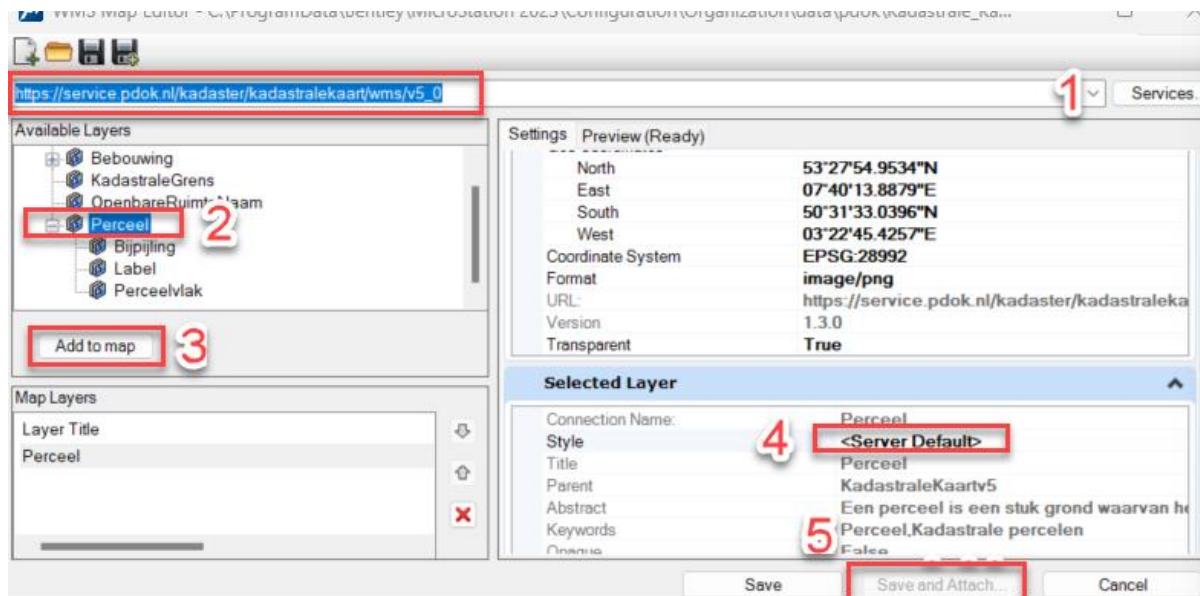 WMS Map Editor - C:\ProgramData\Bentley\MicroStation 2023\Configuration\Organization\data\pdok\kadastrale_ka...
https://service.pdok.nl/kadaster/kadastralekaart/wms/v5_0
1
Services.
Available Layers
Bebouwing
KadastraleGrens
OpenbareRuimteNaam
Perceel
2
Bijpijling
Label
Perceelvlak
Add to map
3
Map Layers
Layer Title
Perceel
Settings Preview (Ready)
Geo Coordinates
North 53°27'54.9534"N
East 07°40'13.8879"E
South 50°31'33.0396"N
West 03°22'45.4257"E
Coordinate System EPSG:28992
Format image/png
URL: https://service.pdok.nl/kadaster/kadastraleka
Version 1.3.0
Transparent True
Selected Layer
Connection Name: Perceel
Style 4 <Server Default>
Title Perceel
Parent KadastraleKaartv5
Abstract Een perceel is een stuk grond waarvan he
Keywords Perceel,Kadastrale percelen
Opaque 5 False
Save Save and Attach... Cancel